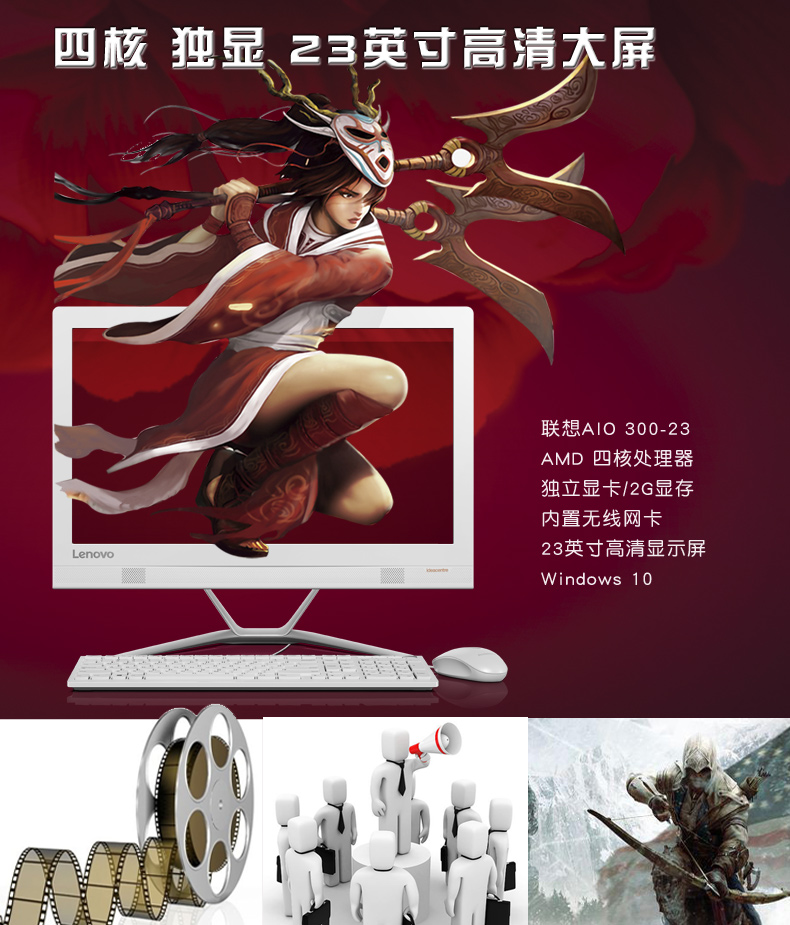 四核 独显 23英寸高清大屏
联想AIO 300-23
AMD 四核处理器
独立显卡/2G显存
内置无线网卡
23英寸高清显示屏
Windows 10
Lenovo